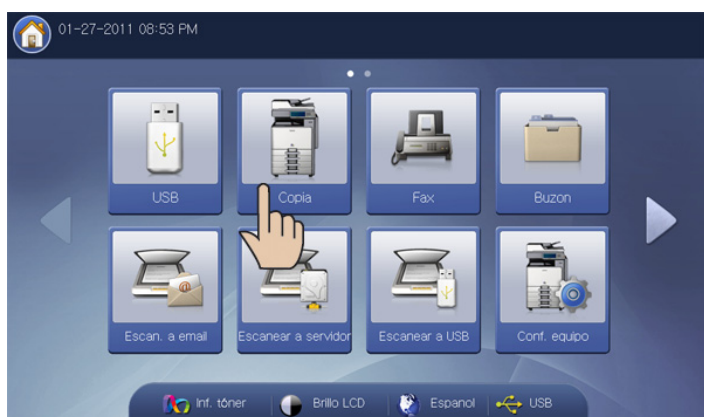 01-27-2011 08:53 PM
USB
Copia
Fax
Buzon
Escan. a email
Escanear a servidor
Escanear a USB
Conf. equipo
Inf. tóner
Brillo LCD
Espanol
USB